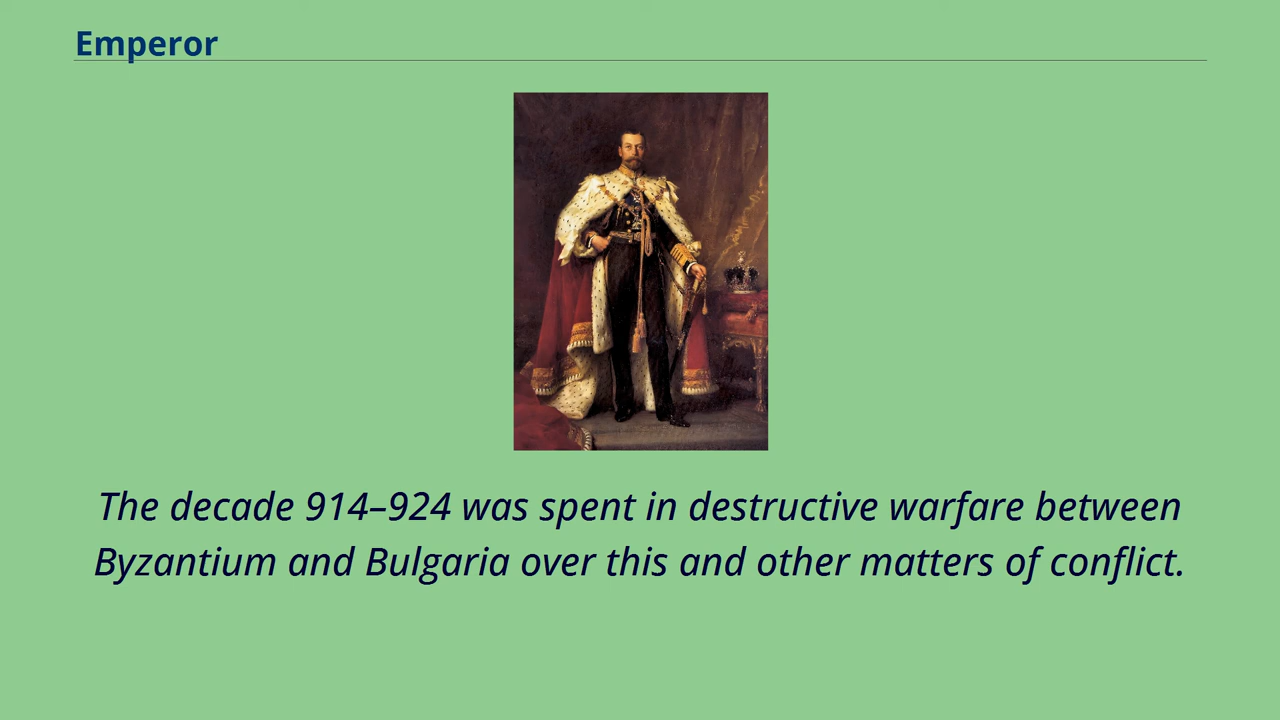 Emperor
The decade 914–924 was spent in destructive warfare between
Byzantium and Bulgaria over this and other matters of conflict.